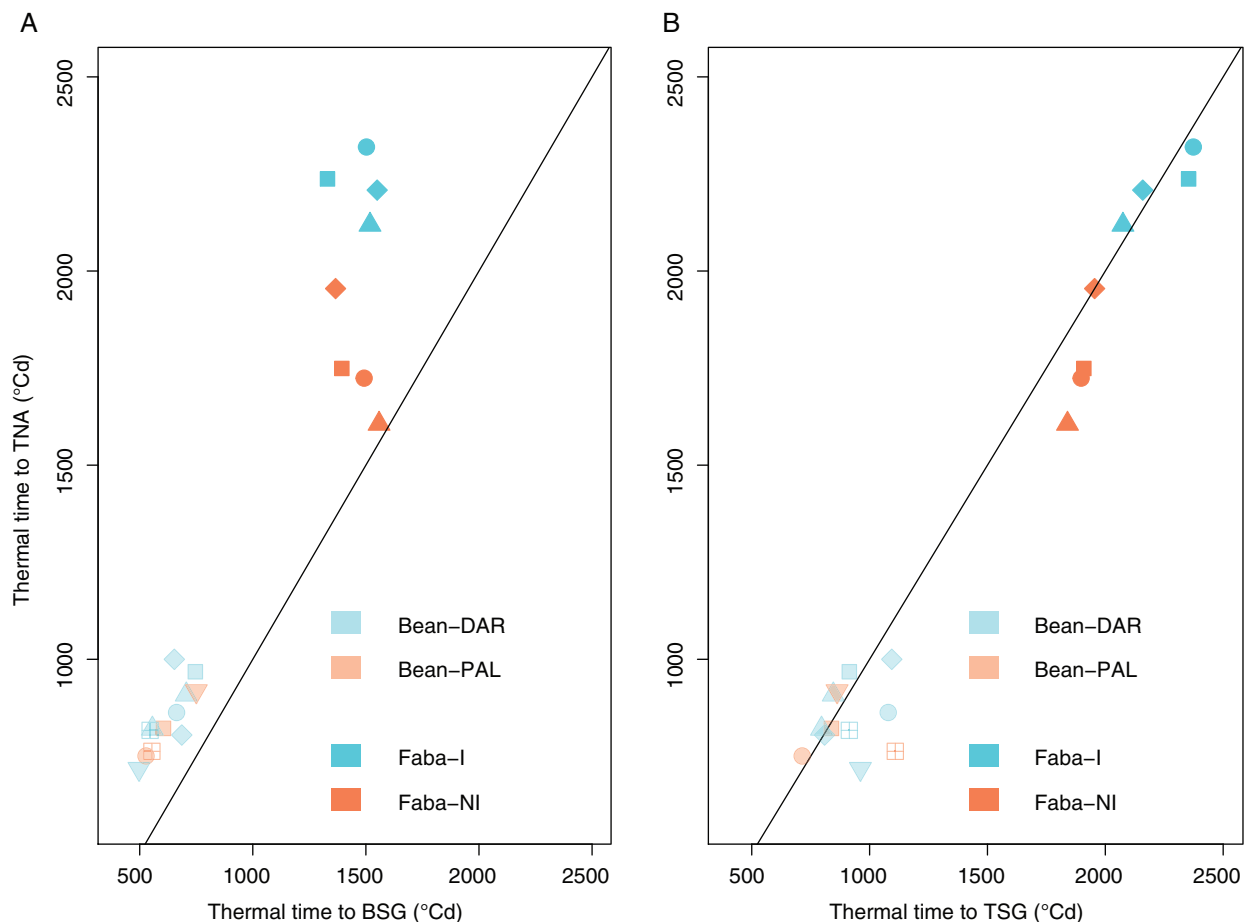 A
B
2500
2000
1500
1000
Thermal time to TNA (°Cd)
Bean−DAR
Bean−PAL
Faba−I
Faba−NI
500 1000 1500 2000 2500
Thermal time to BSG (°Cd)
2500
2000
1500
1000
Bean−DAR
Bean−PAL
Faba−I
Faba−NI
500 1000 1500 2000 2500
Thermal time to TSG (°Cd)